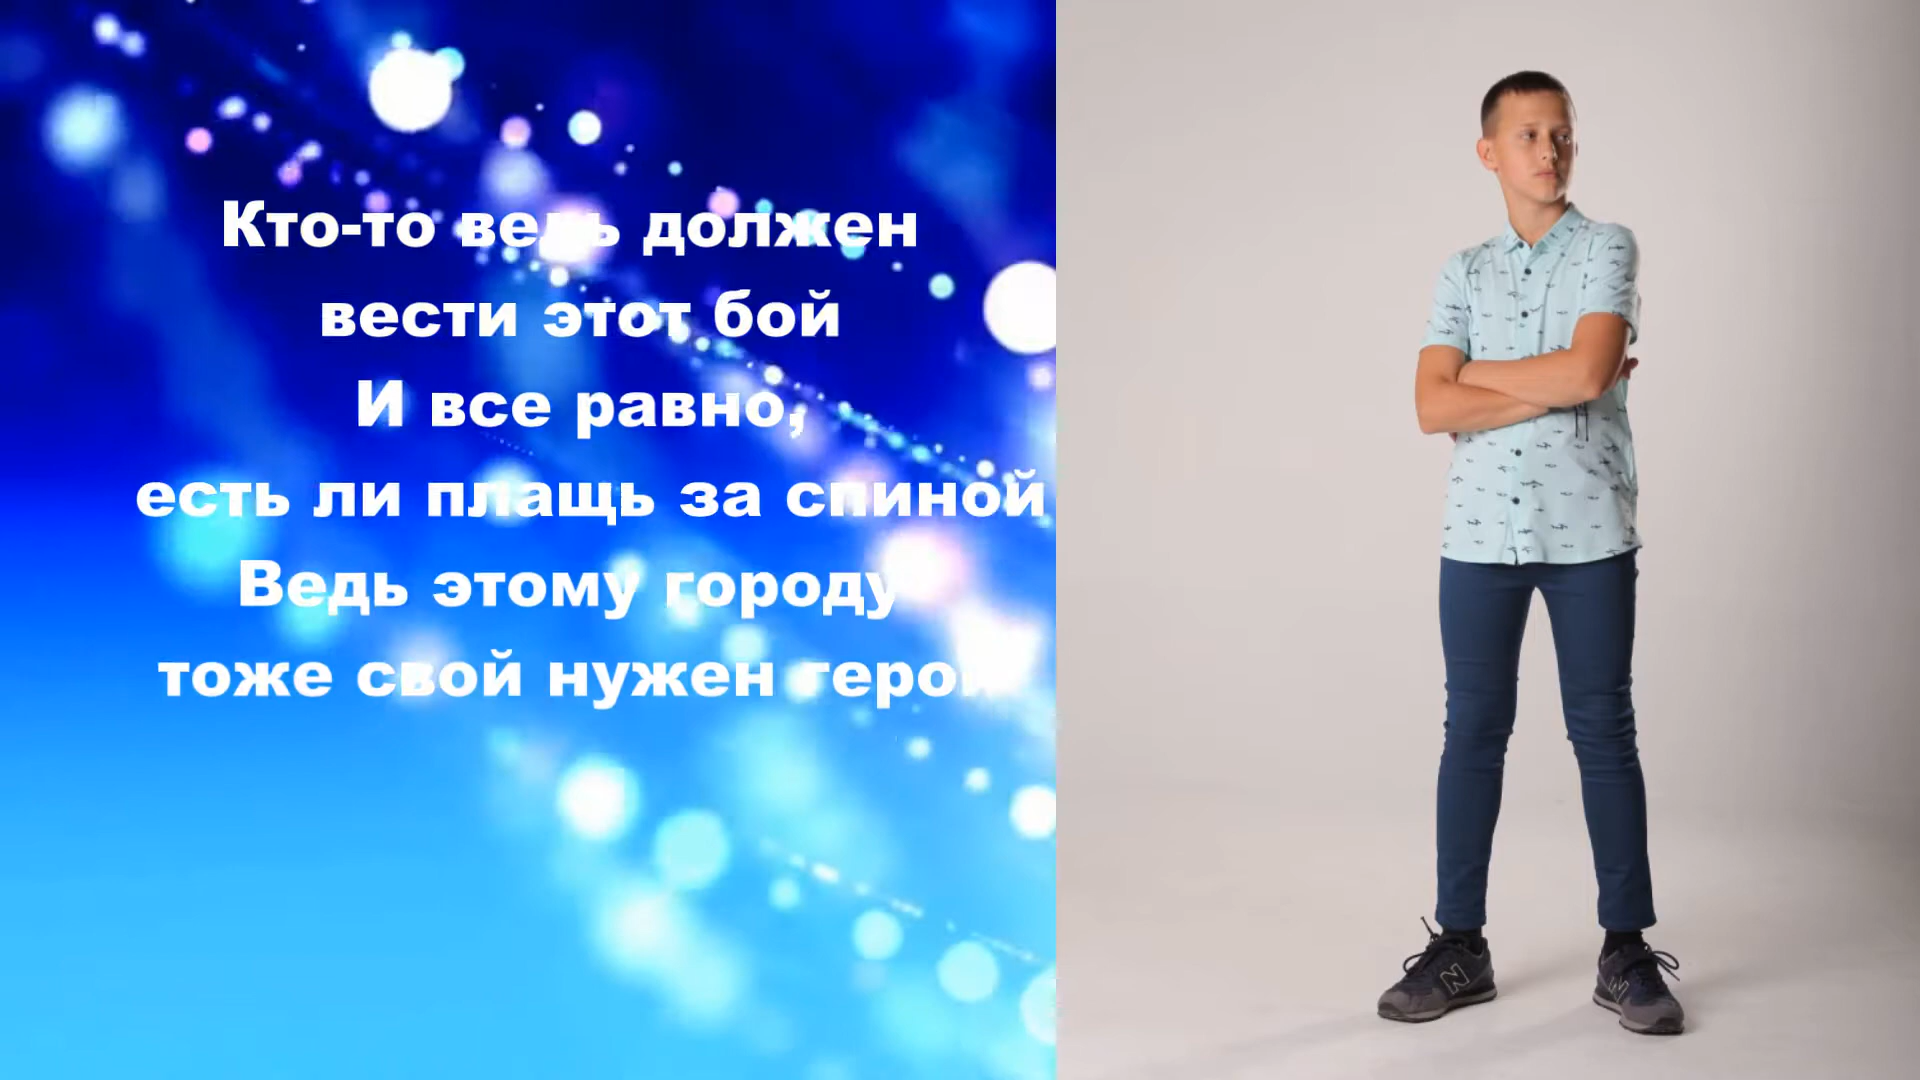 Кто-то ведь должен
вести этот бой
И все равно,
есть ли плащь за спиной
Ведь этому городу
тоже свой нужен герой
N
N